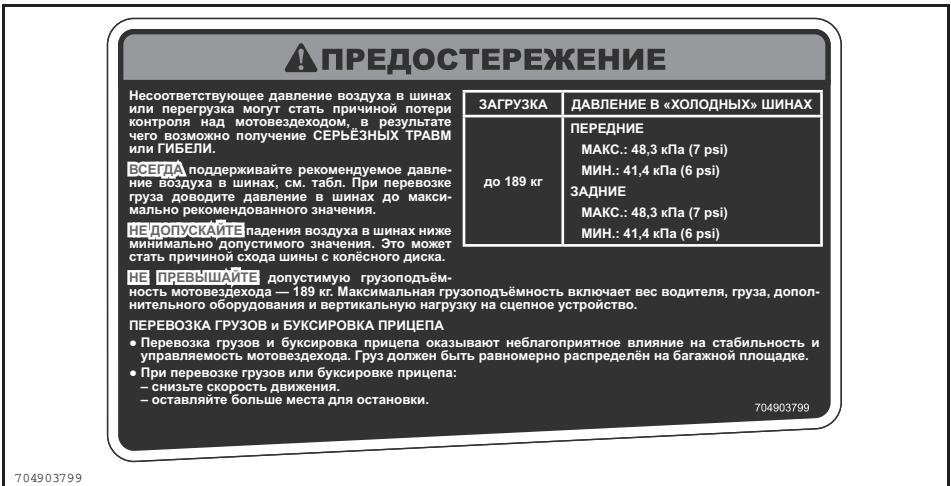 ПРЕДОСТЕРЕЖЕНИЕ
Несоответствующее давление воздуха в шинах
или перегрузка могут стать причиной потери
контроля над мотовездеходом, в результате
чего возможно получение СЕРЬЁЗНЫХ ТРАВМ
или ГИБЕЛИ.
ВСЕГДА поддерживайте рекомендуемое давле-
ние воздуха в шинах, см. табл. При перевозке
груза доводите давление в шинах до макси-
мально рекомендованного значения.
НЕ ДОПУСКАЙТЕ падения воздуха в шинах ниже
минимально допустимого значения. Это может
стать причиной схода шины с колёсного диска.
НЕ ПРЕВЫШАЙТЕ допустимую грузоподъём-
ность мотовездехода — 189 кг. Максимальная грузоподъёмность включает вес водителя, груза, допол-
нительного оборудования и вертикальную нагрузку на сцепное устройство.
ЗАГРУЗКА ДАВЛЕНИЕ В «ХОЛОДНЫХ» ШИНАХ
до 189 кг
ПЕРЕДНИЕ
МАКС.: 48,3 кПа (7 psi)
МИН.: 41,4 кПа (6 psi)
ЗАДНИЕ
МАКС.: 48,3 кПа (7 psi)
МИН.: 41,4 кПа (6 psi)
ПЕРЕВОЗКА ГРУЗОВ и БУКСИРОВКА ПРИЦЕПА
● Перевозка грузов и буксировка прицепа оказывают неблагоприятное влияние на стабильность и
управляемость мотовездехода. Груз должен быть равномерно распределён на багажной площадке.
● При перевозке грузов или буксировке прицепа:
– снизьте скорость движения.
– оставляйте больше места для остановки.
704903799
704903799